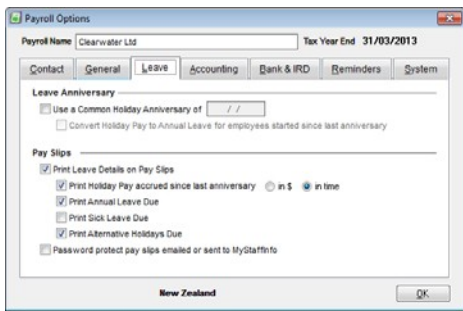 Payroll Options
Payroll Name Clearwater Ltd Tax Year End 31/03/2013
Contact General Leave Accounting Bank & IRD Reminders System
Leave Anniversary
Use a Common Holiday Anniversary of / /
Convert Holiday Pay to Annual Leave for employees started since last anniversary
Pay Slips
Print Leave Details on Pay Slips
Print Holiday Pay accrued since last anniversary in $ in time
Print Annual Leave Due
Print Sick Leave Due
Print Alternative Holidays Due
Password protect pay slips emailed or sent to MyStaffInfo
New Zealand OK